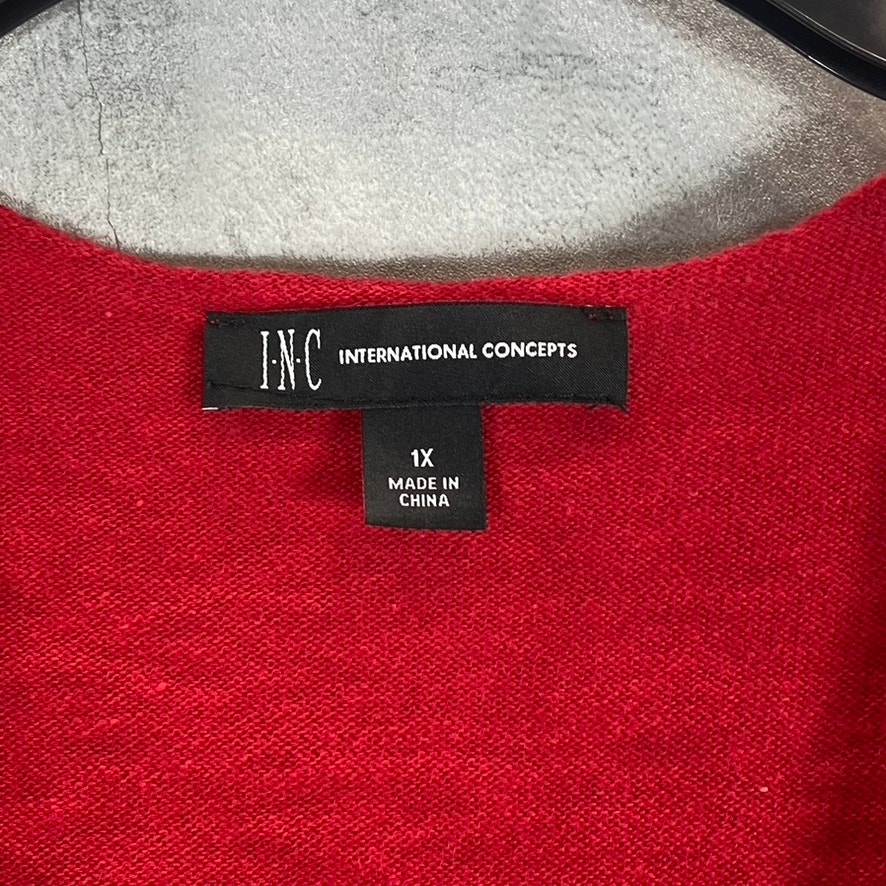 I·N·C INTERNATIONAL CONCEPTS
1X
MADE IN
CHINA